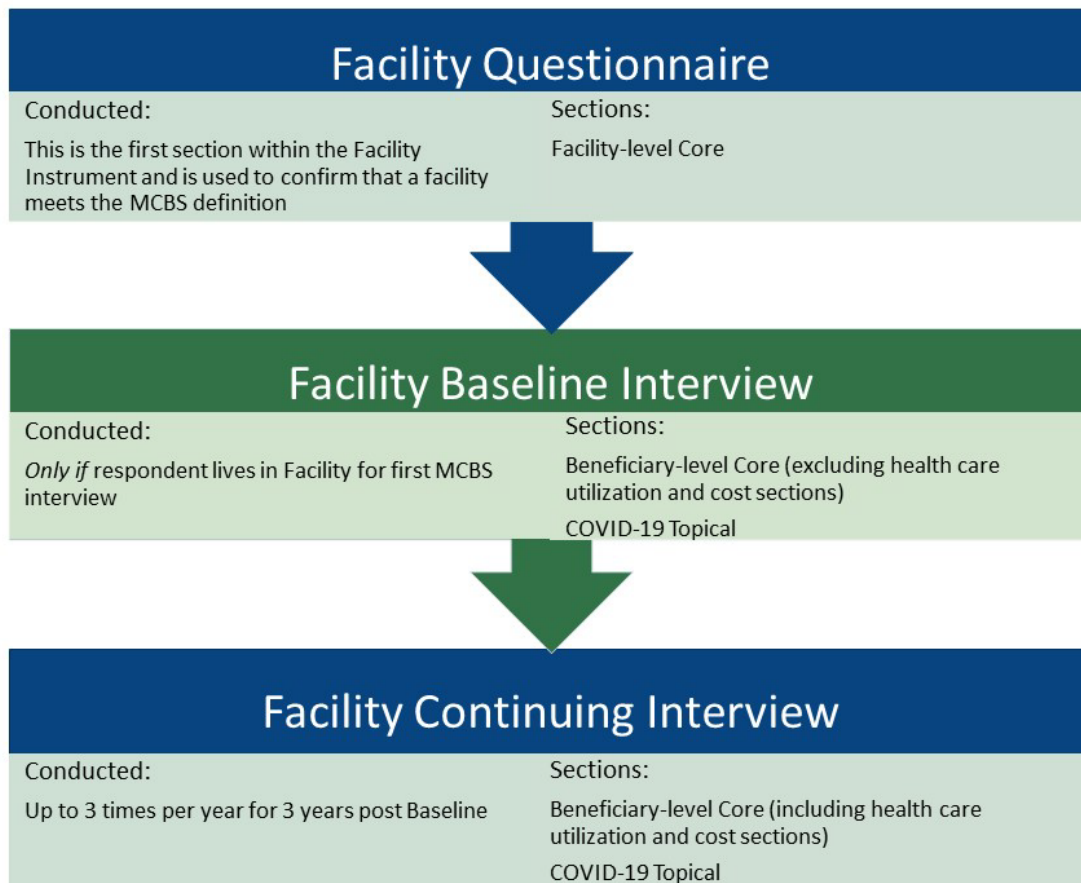 Facility Questionnaire
Conducted:
This is the first section within the Facility
Instrument and is used to confirm that a facility
meets the MCBS definition
Sections:
Facility-level Core
Facility Baseline Interview
Conducted:
Only if respondent lives in Facility for first MCBS
interview
Sections:
Beneficiary-level Core (excluding health care
utilization and cost sections)
COVID-19 Topical
Facility Continuing Interview
Conducted:
Up to 3 times per year for 3 years post Baseline
Sections:
Beneficiary-level Core (including health care
utilization and cost sections)
COVID-19 Topical